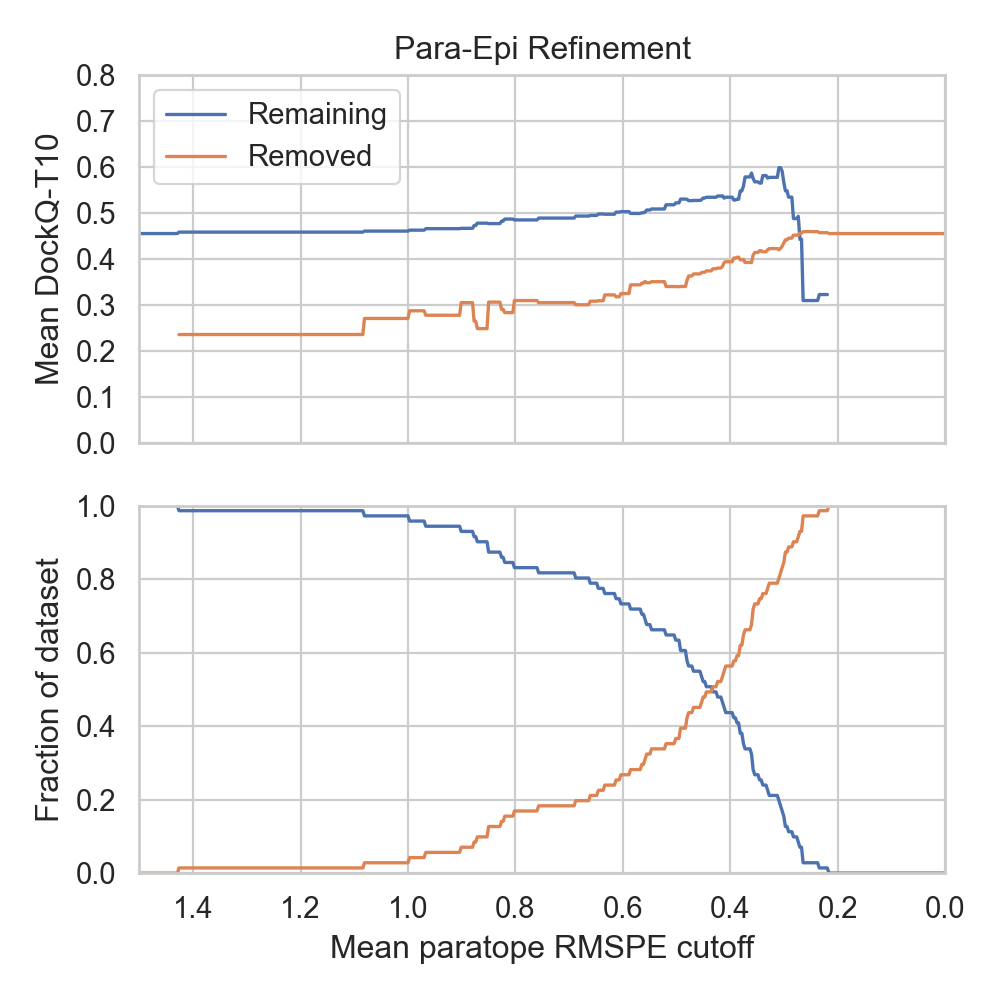 Para-Epi Refinement
Mean DockQ-T10
0.8
0.7
0.6
0.5
0.4
0.3
0.2
0.1
0.0
Remaining
Removed
Fraction of dataset
1.0
0.8
0.6
0.4
0.2
0.0
1.4 1.2 1.0 0.8 0.6 0.4 0.2 0.0
Mean paratope RMSPE cutoff